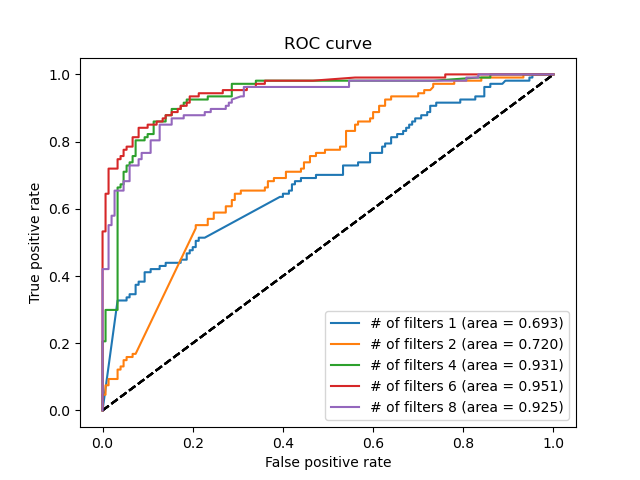 ROC curve
True positive rate
1.0
0.8
0.6
0.4
0.2
0.0
# of filters 1 (area = 0.693)
# of filters 2 (area = 0.720)
# of filters 4 (area = 0.931)
# of filters 6 (area = 0.951)
# of filters 8 (area = 0.925)
0.0 0.2 0.4 0.6 0.8 1.0
False positive rate